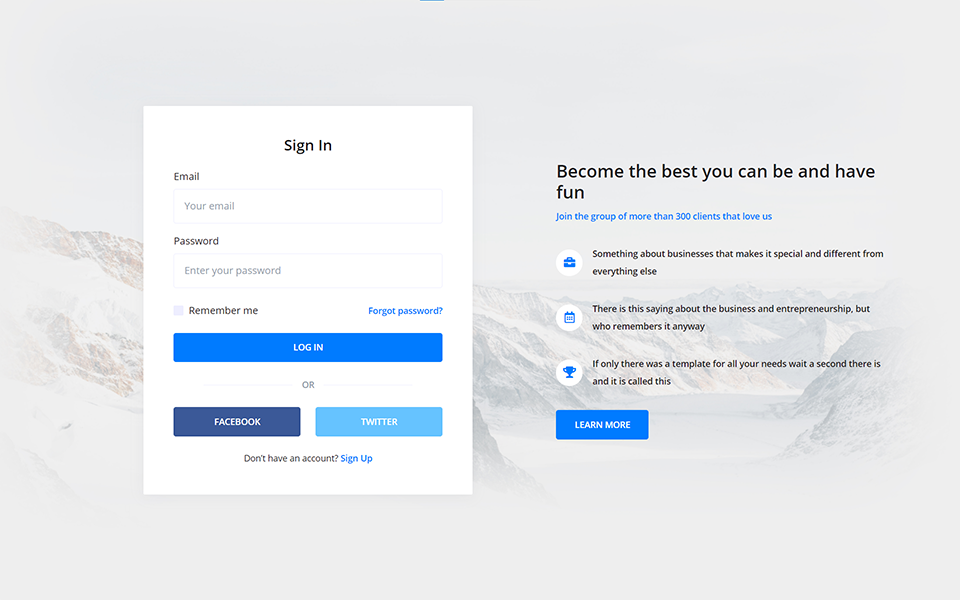 Sign In
Email
Your email
Password
Enter your password
Remember me
Forgot password?
LOG IN
OR
FACEBOOK
TWITTER
Don't have an account? Sign Up
Become the best you can be and have
fun
Join the group of more than 300 clients that love us
Something about businesses that makes it special and different from
everything else
There is this saying about the business and entrepreneurship, but
who remembers it anyway
If only there was a template for all your needs wait a second there is
and it is called this
LEARN MORE